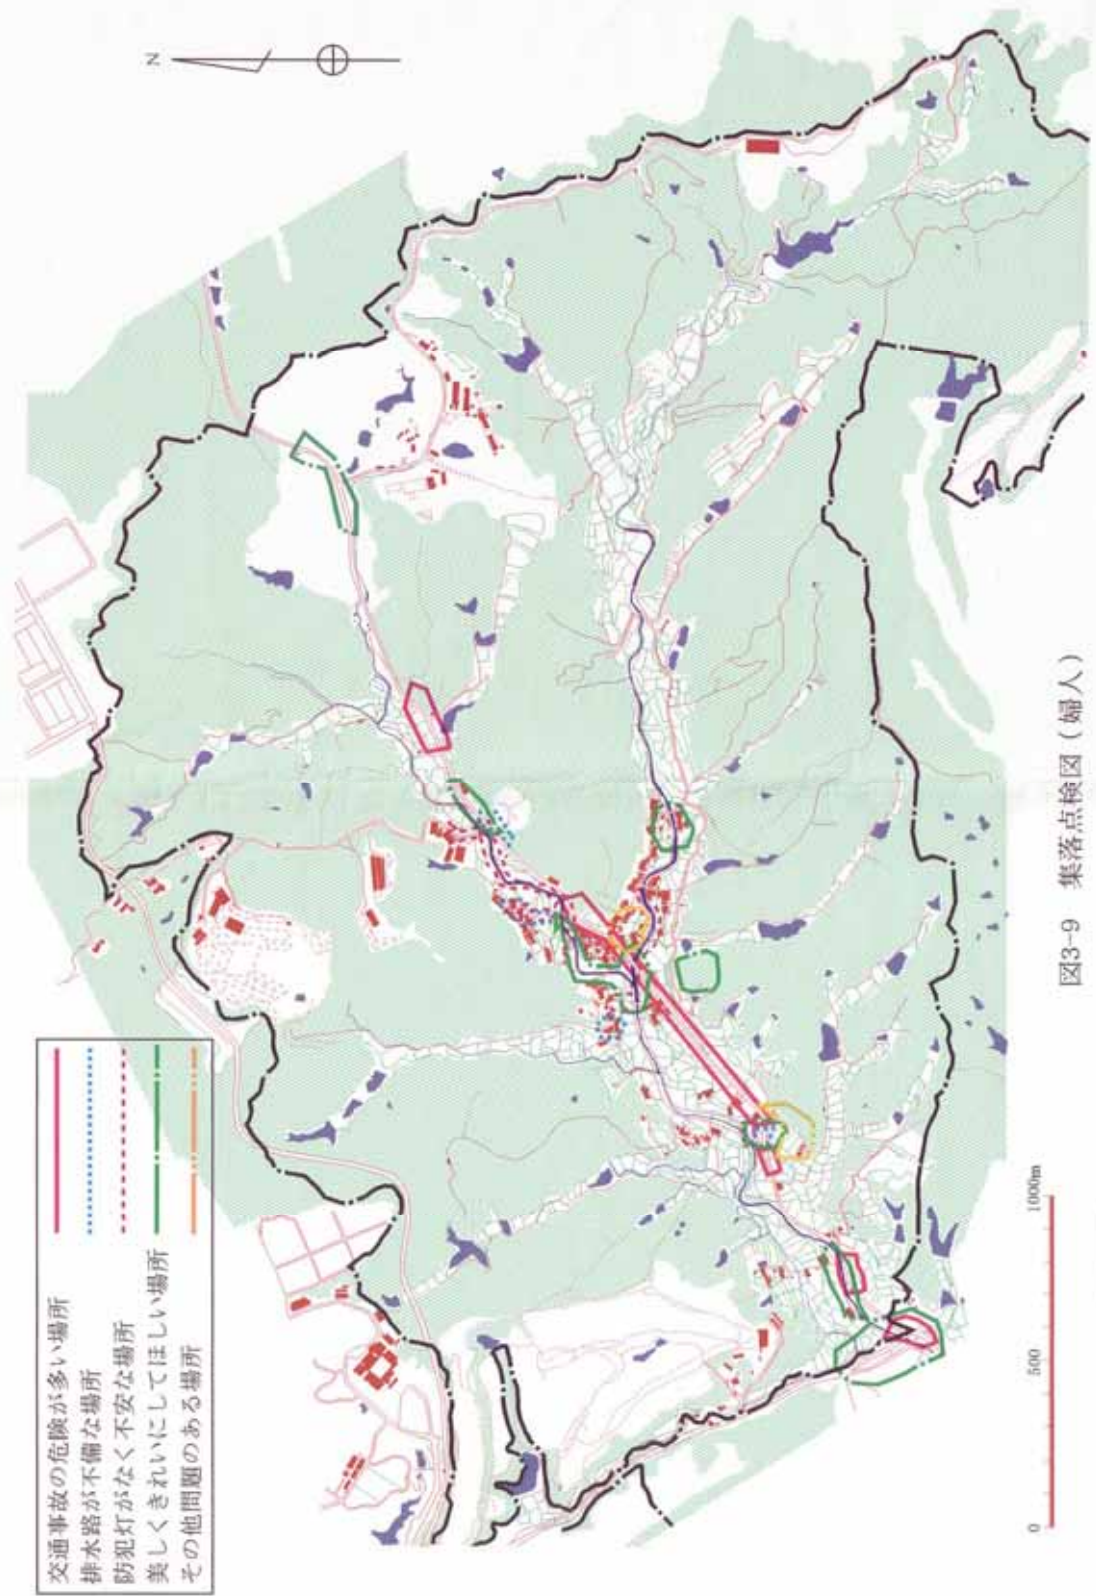 交通事故の危険が多い場所
排水路が不備な場所
防犯灯がなく不安な場所
美しくきれいにしてほしい場所
その他問題のある場所
N
0 500 1000m
図3-9 集落点検図(婦人)